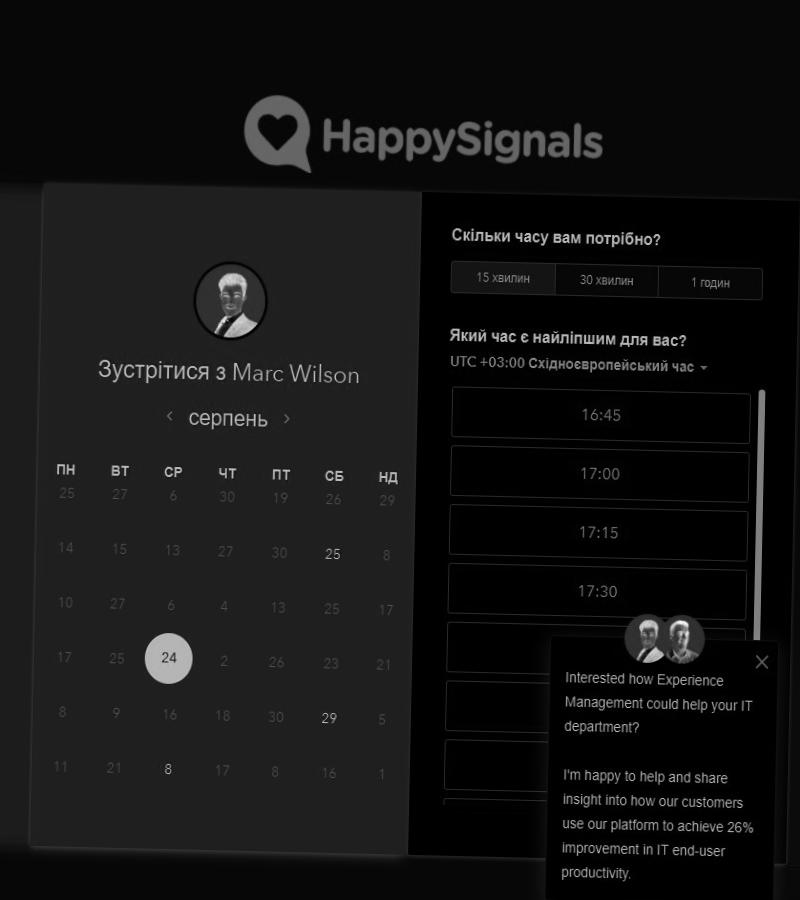 HappySignals
Зустрітися з Marc Wilson
серпень
ПН ВТ СР ЧТ ПТ СБ НД
25 27 6 30 19 26 29
14 15 13 27 30 25 8
10 27 6 4 13 25 17
17 25 24 2 26 23 21
8 9 16 18 30 29 5
11 21 8 17 8 16 1
Скільки часу вам потрібно?
15 хвилин 30 хвилин 1 годин
Який час є найліпшим для вас?
UTC +03:00 Східноєвропейський час
16:45
17:00
17:15
17:30
Interested how Experience
Management could help your IT
department?
I'm happy to help and share
insight into how our customers
use our platform to achieve 26%
improvement in IT end-user
productivity.